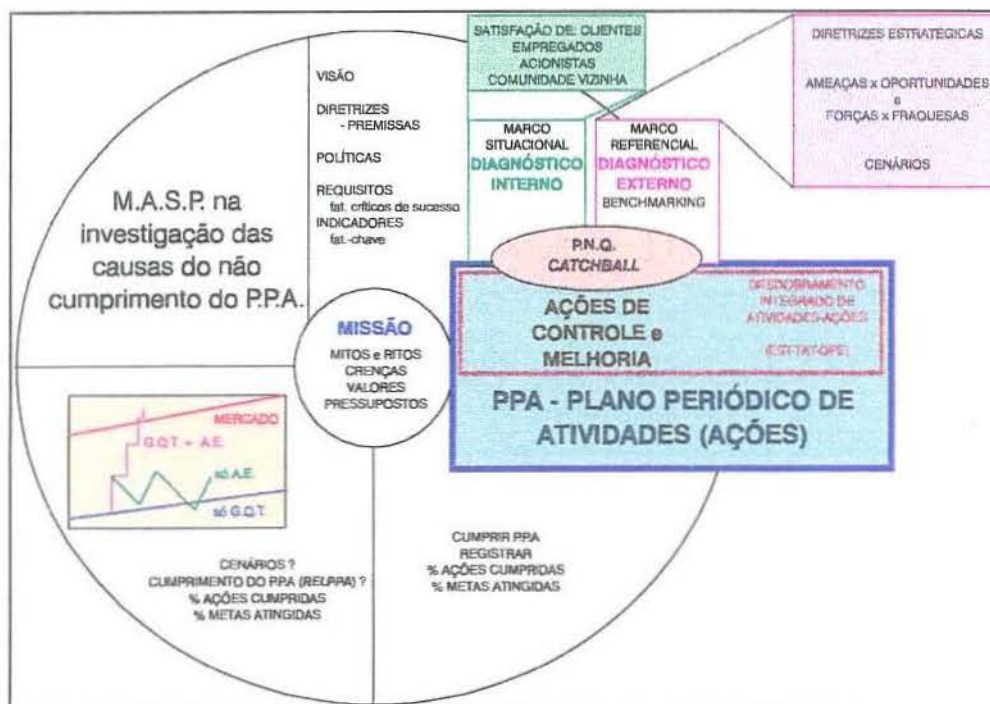 SATISFAÇÃO DE: CLIENTES
EMPREGADOS
ACIONISTAS
COMUNIDADE VIZINHA
DIRETRIZES ESTRATÉGICAS
AMEAÇAS x OPORTUNIDADES
e
FORÇAS x FRAQUESAS
CENÁRIOS
VISÃO
DIRETRIZES
- PREMISSAS
POLÍTICAS
REQUISITOS
fat. críticos de sucesso
INDICADORES
fat.-chave
MARCO
SITUACIONAL
DIAGNÓSTICO
INTERNO
MARCO
REFERENCIAL
DIAGNÓSTICO
EXTERNO
BENCHMARKING
M.A.S.P. na
investigação das
causas do não
cumprimento do P.P.A.
P.N.Q.
CATCHBALL
AÇÕES DE
CONTROLE e
MELHORIA
DESDOBRAMENTO
INTEGRADO DE
ATIVIDADES-AÇÕES
(EST-TAT-OPE)
MISSÃO
MITOS e RITOS
CRENÇAS
VALORES
PRESSUPOSTOS
PPA - PLANO PERIÓDICO DE
ATIVIDADES (AÇÕES)
MERCADO
G.Q.T + A.E.
só A.E.
só G.Q.T.
CENÁRIOS ?
CUMPRIMENTO DO PPA (RELPPA) ?
% AÇÕES CUMPRIDAS
% METAS ATINGIDAS
CUMPRIR PPA
REGISTRAR
% AÇÕES CUMPRIDAS
% METAS ATINGIDAS